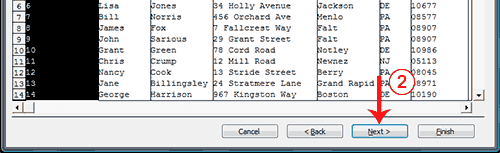 6 6 Lisa Jones 34 Holly Avenue Jackson DE 10677
7 7 Bill Norris 456 Orchard Ave Menlo PA 08577
8 8 James Fox 7 Fallcrest Way Falt PA 08907
9 9 John Sarious 29 Grant Street Falt PA 08907
10 10 Grant Green 78 Cord Road Notley DE 10986
11 11 Chris Crump 12 Mill Road Newnez NJ 05113
12 12 Nancy Cook 13 Stride Street Berry PA 08045
13 13 Jane Billingsley 24 Stratmere Lane Grand Rapid PA 08971
14 14 George Harrison 967 Kingston Way Boston DE 10190
2
Cancel < Back Next > Finish